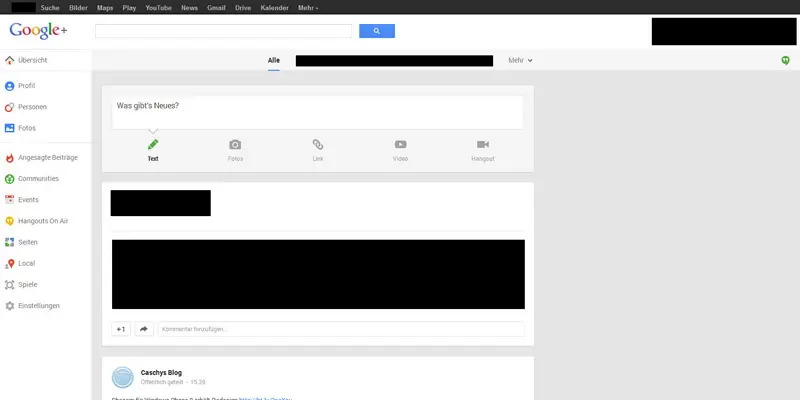 Suche Bilder Maps Play YouTube News Gmail Drive Kalender Mehr
Google+
Übersicht
Alle
Mehr
Profil
Personen
Fotos
Angesagte Beiträge
Communities
Events
Hangouts On Air
Seiten
Local
Spiele
Einstellungen
Was gibt's Neues?
Text Fotos Link Video Hangout
+1
Kommentar hinzufügen...
Caschys Blog
Öffentlich geteilt - 15:28